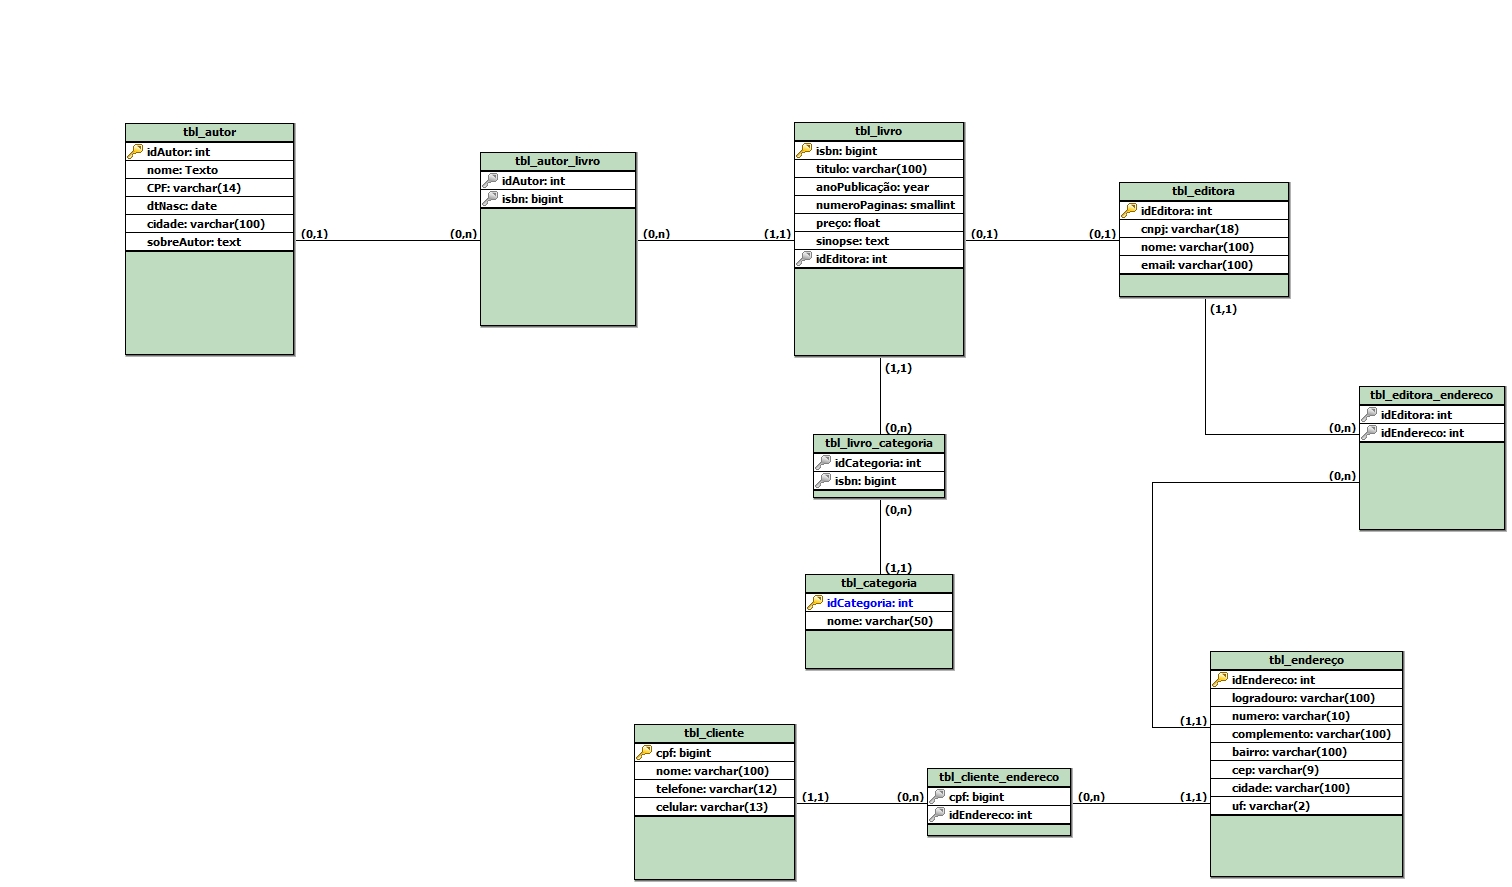 tbl_autor
idAutor: int
nome: Texto
CPF: varchar(14)
dtNasc: date
cidade: varchar(100)
sobreAutor: text
(0,1)
(0,n)
tbl_autor_livro
idAutor: int
isbn: bigint
(0,n)
(1,1)
tbl_livro
isbn: bigint
titulo: varchar(100)
anoPublicação: year
numeroPaginas: smallint
preço: float
sinopse: text
idEditora: int
(0,1)
(0,1)
tbl_editora
idEditora: int
cnpj: varchar(18)
nome: varchar(100)
email: varchar(100)
(1,1)
(0,n)
tbl_editora_endereco
idEditora: int
idEndereco: int
(0,n)
(1,1)
(1,1)
(0,n)
tbl_livro_categoria
idCategoria: int
isbn: bigint
(0,n)
(1,1)
tbl_categoria
idCategoria: int
nome: varchar(50)
tbl_cliente
cpf: bigint
nome: varchar(100)
telefone: varchar(12)
celular: varchar(13)
(1,1)
(0,n)
tbl_cliente_endereco
cpf: bigint
idEndereco: int
(0,n)
(1,1)
tbl_endereço
idEndereco: int
logradouro: varchar(100)
numero: varchar(10)
complemento: varchar(100)
bairro: varchar(100)
cep: varchar(9)
cidade: varchar(100)
uf: varchar(2)